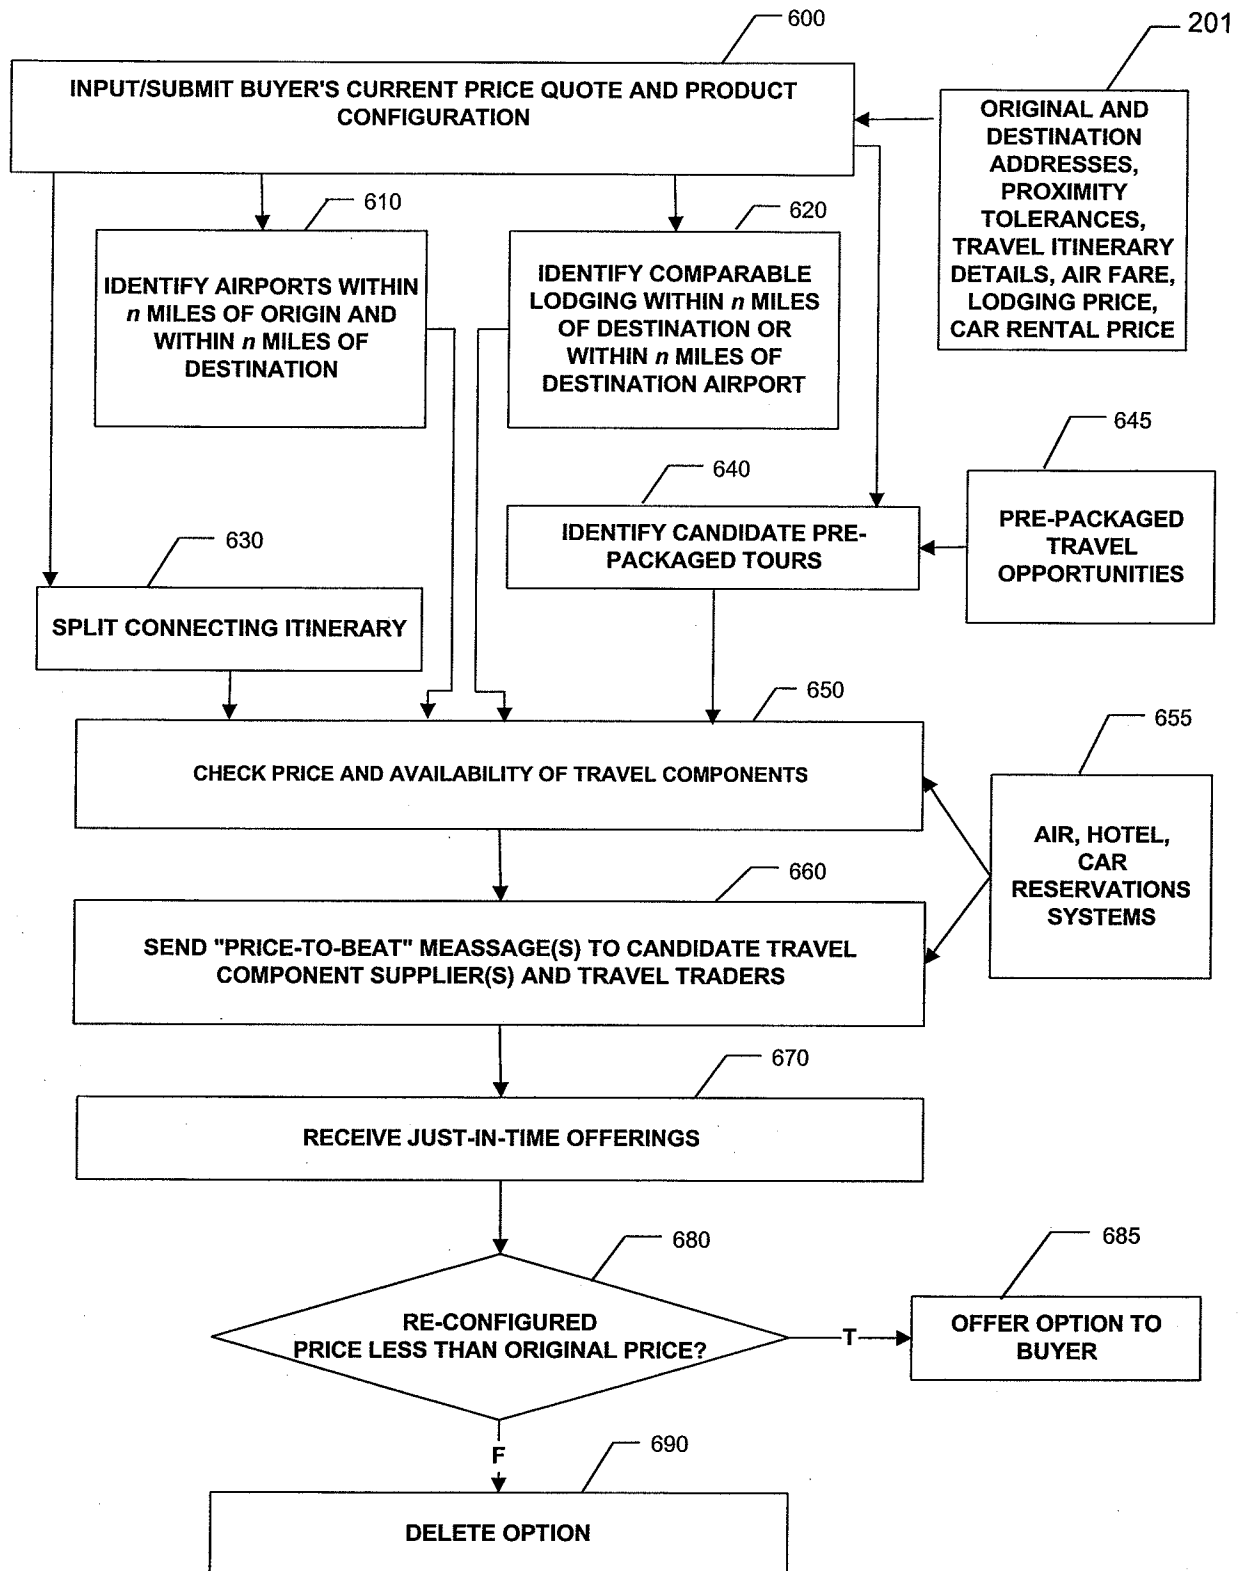 600
201
INPUT/SUBMIT BUYER'S CURRENT PRICE QUOTE AND PRODUCT
CONFIGURATION
ORIGINAL AND
DESTINATION
ADDRESSES,
PROXIMITY
TOLERANCES,
TRAVEL ITINERARY
DETAILS, AIR FARE,
LODGING PRICE,
CAR RENTAL PRICE
610
620
IDENTIFY AIRPORTS WITHIN
n MILES OF ORIGIN AND
WITHIN n MILES OF
DESTINATION
IDENTIFY COMPARABLE
LODGING WITHIN n MILES
OF DESTINATION OR
WITHIN n MILES OF
DESTINATION AIRPORT
645
640
PRE-PACKAGED
TRAVEL
OPPORTUNITIES
IDENTIFY CANDIDATE PRE-
PACKAGED TOURS
630
SPLIT CONNECTING ITINERARY
650
655
CHECK PRICE AND AVAILABILITY OF TRAVEL COMPONENTS
AIR, HOTEL,
CAR
RESERVATIONS
SYSTEMS
660
SEND "PRICE-TO-BEAT" MEASSAGE(S) TO CANDIDATE TRAVEL
COMPONENT SUPPLIER(S) AND TRAVEL TRADERS
670
RECEIVE JUST-IN-TIME OFFERINGS
680
685
RE-CONFIGURED
PRICE LESS THAN ORIGINAL PRICE?
T
OFFER OPTION TO
BUYER
F
690
DELETE OPTION